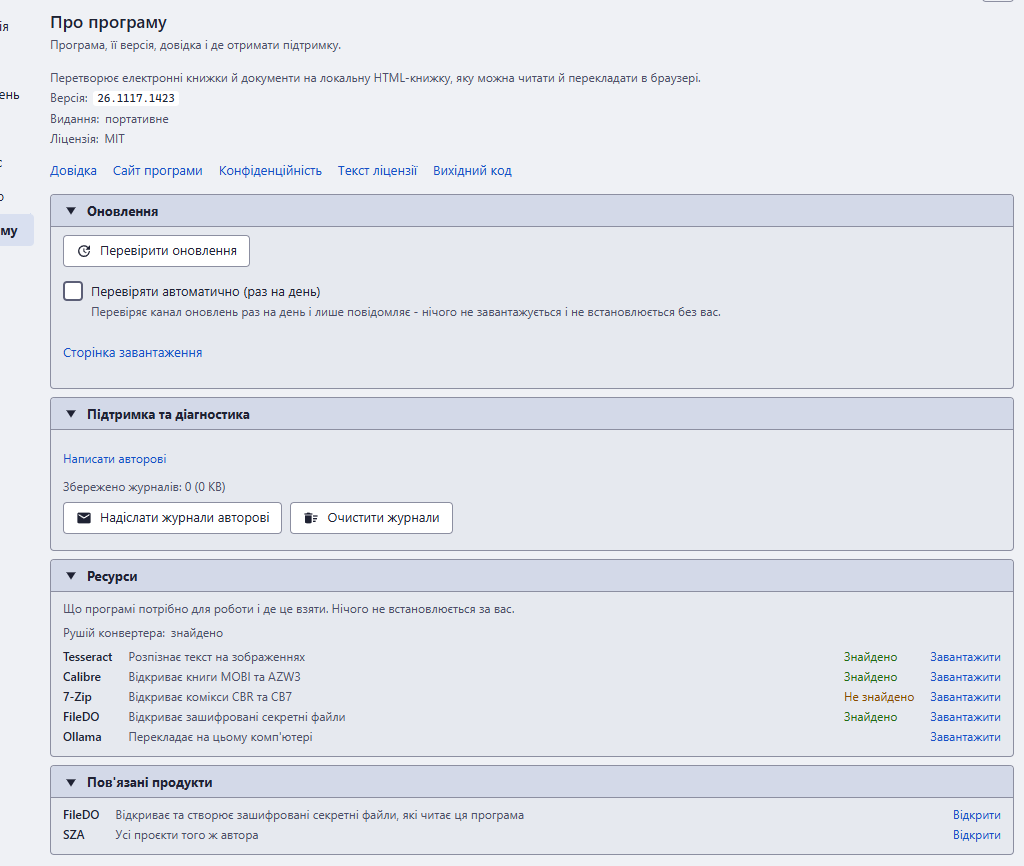 Про програму
Програма, її версія, довідка і де отримати підтримку.
Перетворює електронні книжки й документи на локальну HTML-книжку, яку можна читати й перекладати в браузері.
Версія: 26.1117.1423
Видання: портативне
Ліцензія: MIT
Довідка Сайт програми Конфіденційність Текст ліцензії Вихідний код
Оновлення
Перевірити оновлення
Перевіряти автоматично (раз на день)
Перевіряє канал оновлень раз на день і лише повідомляє - нічого не завантажується і не встановлюється без вас.
Сторінка завантаження
Підтримка та діагностика
Написати авторові
Збережено журналів: 0 (0 KB)
Надіслати журнали авторові Очистити журнали
Ресурси
Що програмі потрібно для роботи і де це взяти. Нічого не встановлюється за вас.
Рушій конвертера: знайдено
Tesseract Розпізнає текст на зображеннях Знайдено Завантажити
Calibre Відкриває книги MOBI та AZW3 Знайдено Завантажити
7-Zip Відкриває комікси CBR та CB7 Не знайдено Завантажити
FileDO Відкриває зашифровані секретні файли Знайдено Завантажити
Ollama Перекладає на цьому комп'ютері Завантажити
Пов'язані продукти
FileDO Відкриває та створює зашифровані секретні файли, які читає ця програма Відкрити
SZA Усі проєкти того ж автора Відкрити